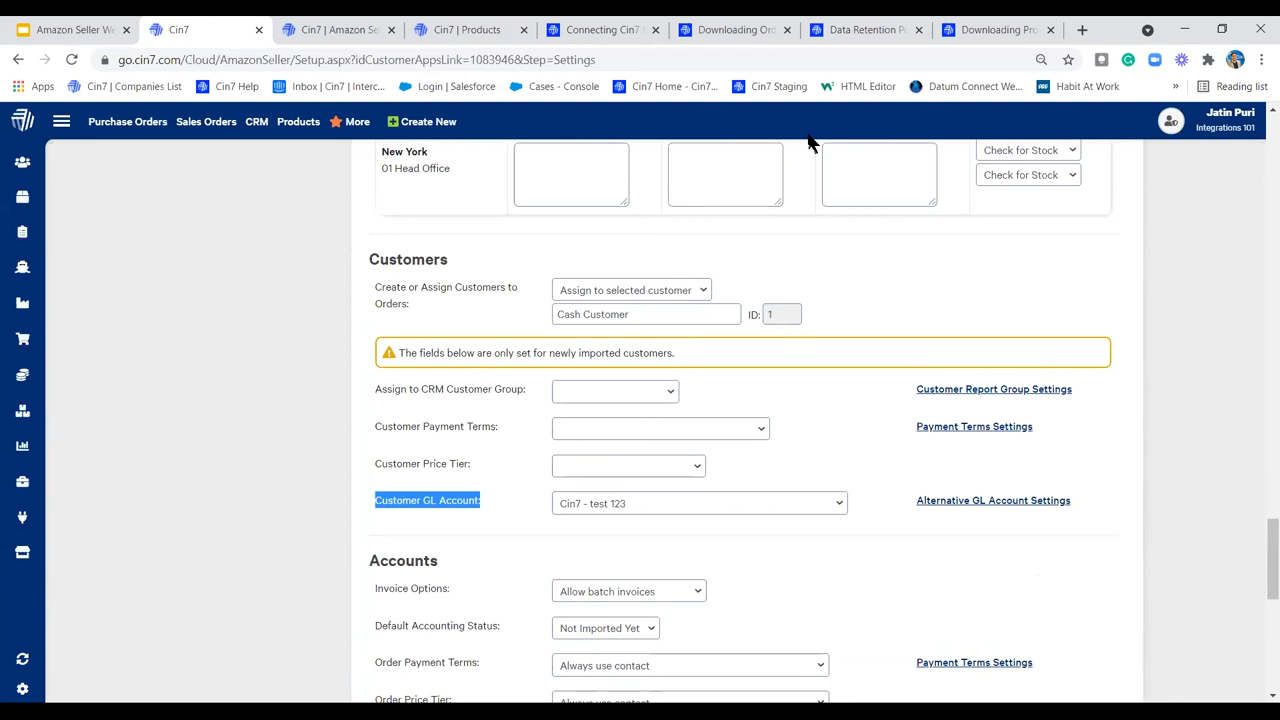 Amazon Seller W
Cin7
Cin7 | Amazon Se
Cin7 | Products
Connecting Cin7
Downloading Ord
Data Retention P
Downloading Pro
go.cin7.com/Cloud/AmazonSeller/Setup.aspx?idCustomerAppsLink=1393946&Step=Settings
Apps
Cin7 | Companies List
Cin7 Help
Inbox | Cin7 | Interc...
Login | Salesforce
Cases - Console
Cin7 Home - Cin7...
Cin7 Staging
HTML Editor
Datum Connect We...
Habit At Work
»
Reading list
Purchase Orders
Sales Orders
CRM
Products
More
Create New
Jatin Puri
Integrations 101
New York
01 Head Office
Check for Stock
Check for Stock
Customers
Create or Assign Customers to
Orders:
Assign to selected customer
Cash Customer
ID:
1
The fields below are only set for newly imported customers.
Assign to CRM Customer Group:
Customer Report Group Settings
Customer Payment Terms:
Payment Terms Settings
Customer Price Tier:
Customer GL Account:
Cin7 - test 123
Alternative GL Account Settings
Accounts
Invoice Options:
Allow batch invoices
Default Accounting Status:
Not Imported Yet
Order Payment Terms:
Always use contact
Payment Terms Settings
Order Price Tier:
Always use contact